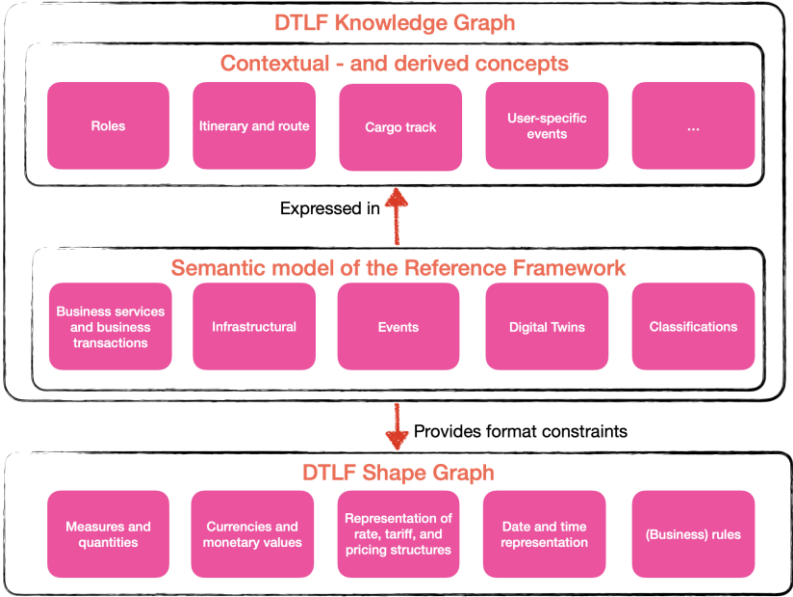 DTLF Knowledge Graph
Contextual - and derived concepts
Roles
Itinerary and route
Cargo track
User-specific
events
...
Expressed in
Semantic model of the Reference Framework
Business services
and business
transactions
Infrastructural
Events
Digital Twins
Classifications
Provides format constraints
DTLF Shape Graph
Measures and
quantities
Currencies and
monetary values
Representation of
rate, tariff, and
pricing structures
Date and time
representation
(Business) rules